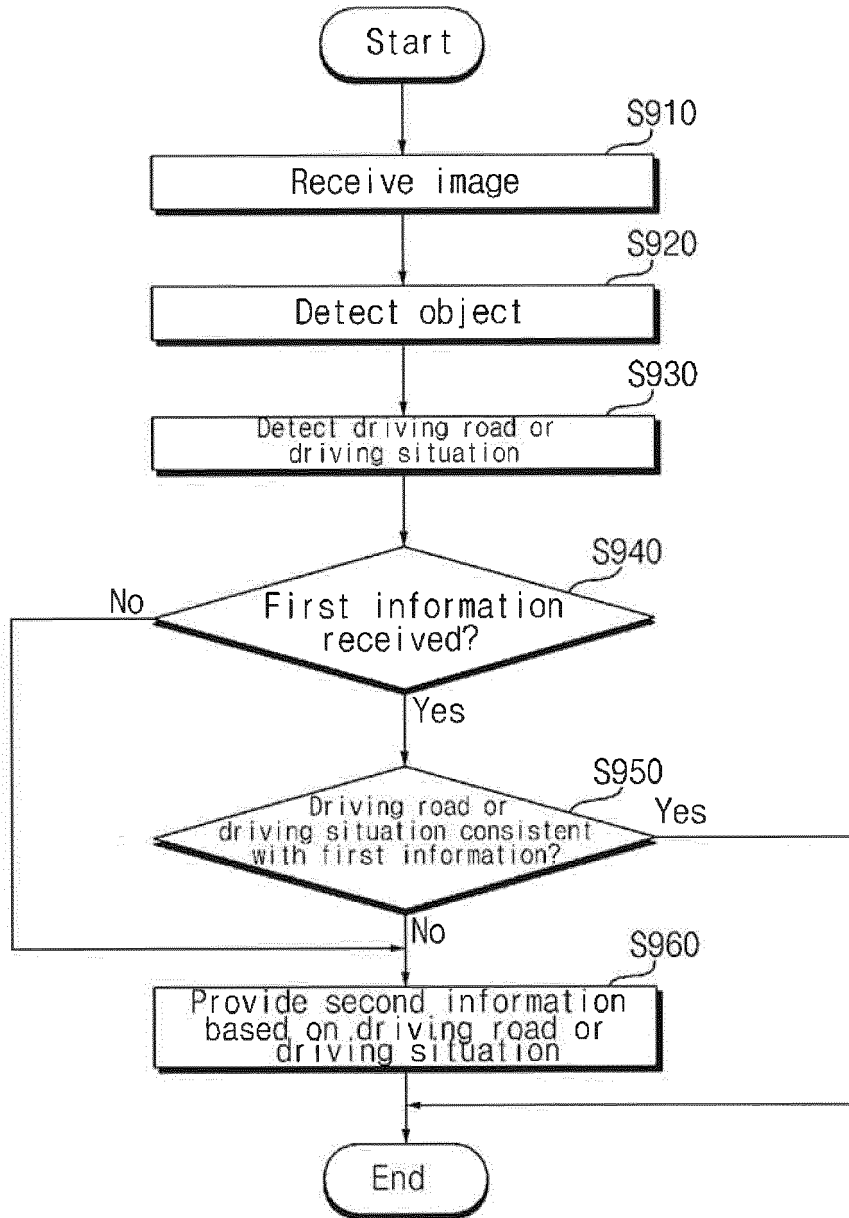 Start
S910
Receive image
S920
Detect object
S930
Detect driving road or
driving situation
S940
No
First information
received?
Yes
S950
Driving road or
driving situation consistent
with first information?
Yes
No
S960
Provide second information
based on driving road or
driving situation
End